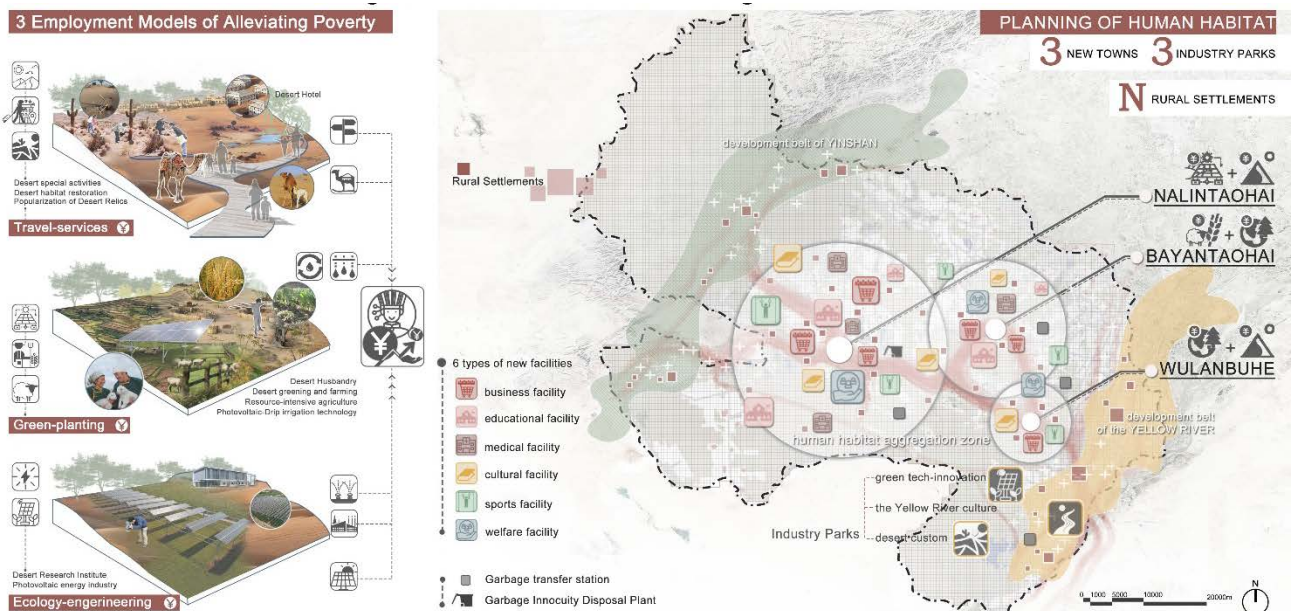 3 Employment Models of Alleviating Poverty
Desert Hotel
Desert special activities
Desert habitat restoration
Popularization of Desert Relics
Travel-services
Desert Husbandry
Desert greening and farming
Resource-intensive agriculture
Photovoltaic-Drip irrigation technology
Green-planting
Desert Research Institute
Photovoltaic energy industry
Ecology-engerineering
PLANNING OF HUMAN HABITAT
3 NEW TOWNS 3 INDUSTRY PARKS
N RURAL SETTLEMENTS
development belt of YINSHAN
Rural Settlements
NALINTAOHAI
BAYANTAOHAI
WULANBUHE
6 types of new facilities
business facility
educational facility
medical facility
cultural facility
sports facility
welfare facility
Garbage transfer station
Garbage Innocuity Disposal Plant
human habitat aggregation zone
development belt
of the YELLOW RIVER
green tech-innovation
the Yellow River culture
Industry Parks
desert custom
0 1000 5000 10000 20000m
N